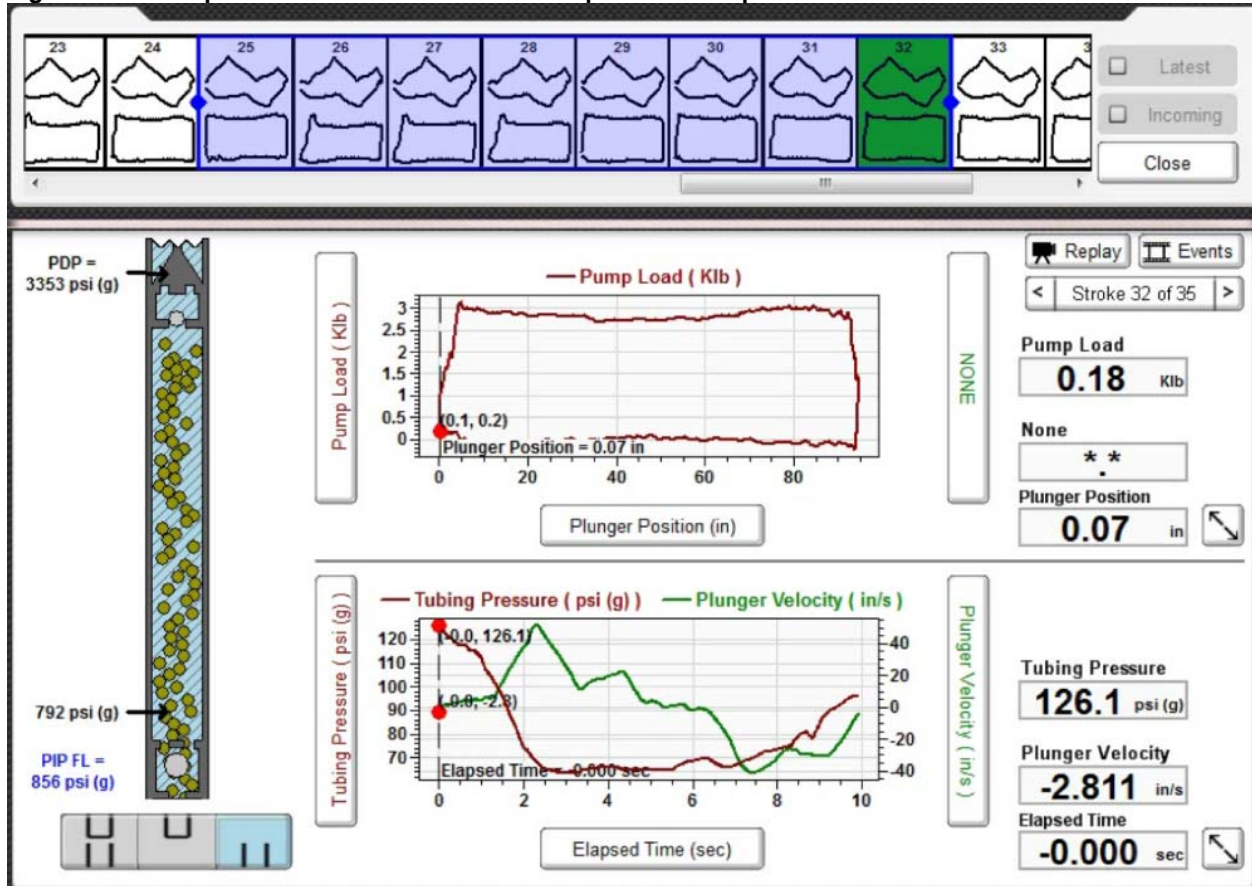 23 24 25 26 27 28 29 30 31 32 33 3
Latest
Incoming
Close
PDP =
3353 psi (g)
792 psi (g)
PIP FL =
856 psi (g)
Pump Load ( Klb )
Pump Load ( Klb )
3
2.5
2
1.5
1
0.5
0
(0.1, 0.2)
Plunger Position = 0.07 in
0 20 40 60 80
Plunger Position (in)
NONE
Replay Events
< Stroke 32 of 35 >
Pump Load
0.18 Klb
None
*.*
Plunger Position
0.07 in
Tubing Pressure ( psi (g) ) Plunger Velocity ( in/s )
Tubing Pressure ( psi (g) )
120
110
100
90
80
70
(-0.0, 126.1)
(-0.0, -2.8)
40
20
0
-20
-40
0 2 4 6 8 10
Elapsed Time (sec)
Plunger Velocity ( in/s )
Tubing Pressure
126.1 psi (g)
Plunger Velocity
-2.811 in/s
Elapsed Time
-0.000 sec